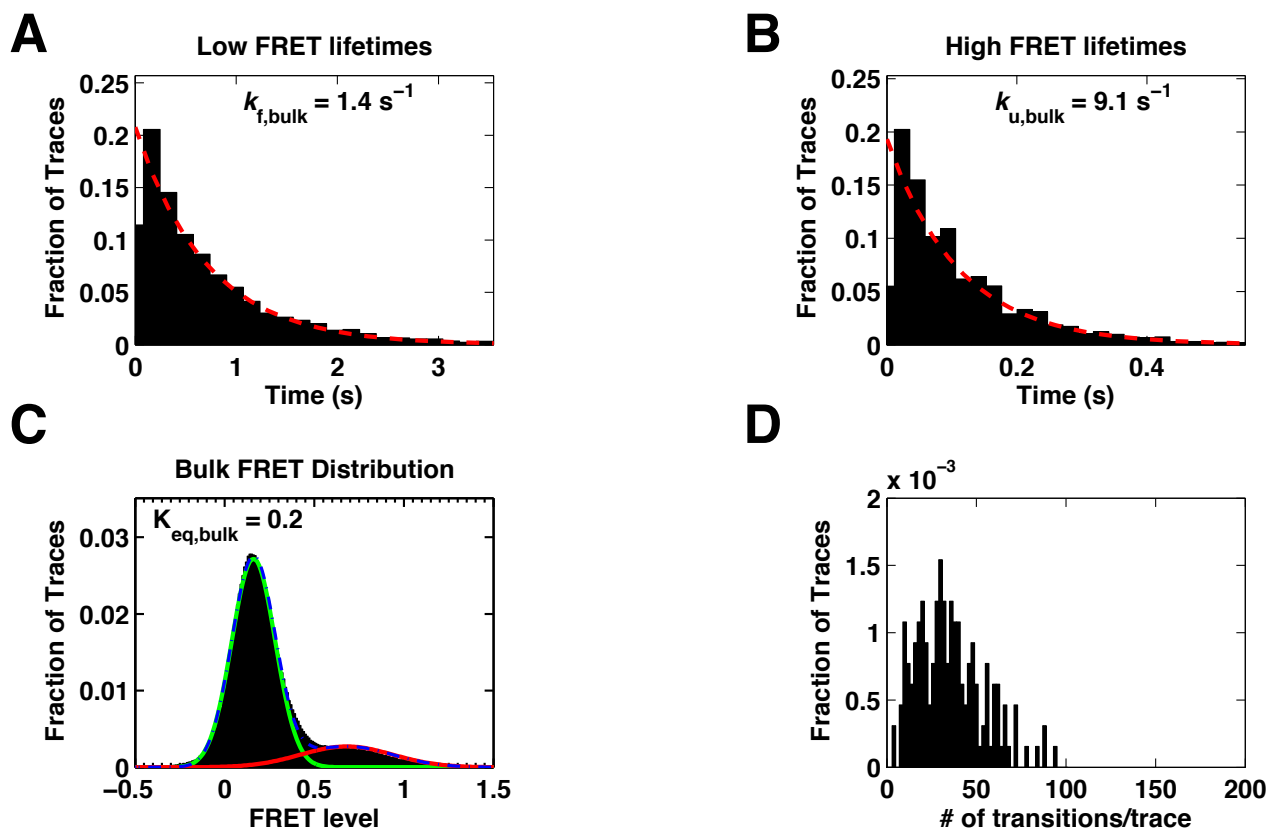 A
Low FRET lifetimes
k_f,bulk = 1.4 s⁻¹
Fraction of Traces
0.25
0.2
0.15
0.1
0.05
0
0 1 2 3
Time (s)
B
High FRET lifetimes
k_u,bulk = 9.1 s⁻¹
Fraction of Traces
0.25
0.2
0.15
0.1
0.05
0
0 0.2 0.4
Time (s)
C
Bulk FRET Distribution
K_eq,bulk = 0.2
Fraction of Traces
0.03
0.02
0.01
0
−0.5 0 0.5 1 1.5
FRET level
D
x 10⁻³
Fraction of Traces
2
1.5
1
0.5
0
0 50 100 150 200
# of transitions/trace